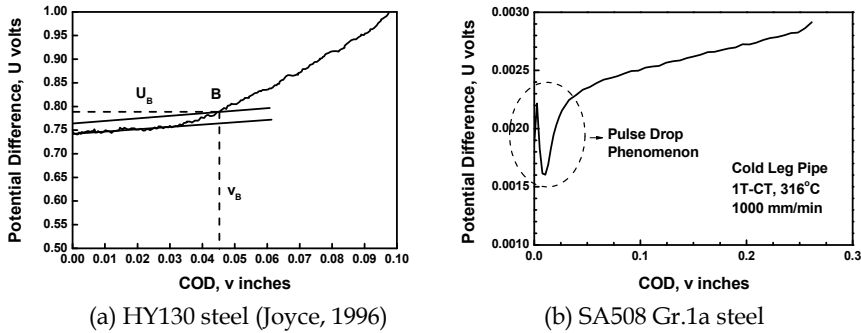 (a)
Potential Difference, U volts
1.00
0.95
0.90
0.85
0.80
0.75
0.70
0.65
0.60
0.55
0.50
U_B
B
v_B
0.00 0.01 0.02 0.03 0.04 0.05 0.06 0.07 0.08 0.09 0.10
COD, v inches
(a) HY130 steel (Joyce, 1996)
(b)
Potential Difference, U volts
0.0030
0.0025
0.0020
0.0015
0.0010
Pulse Drop
Phenomenon
Cold Leg Pipe
1T-CT, 316°C
1000 mm/min
0.0 0.1 0.2 0.3
COD, v inches
(b) SA508 Gr.1a steel